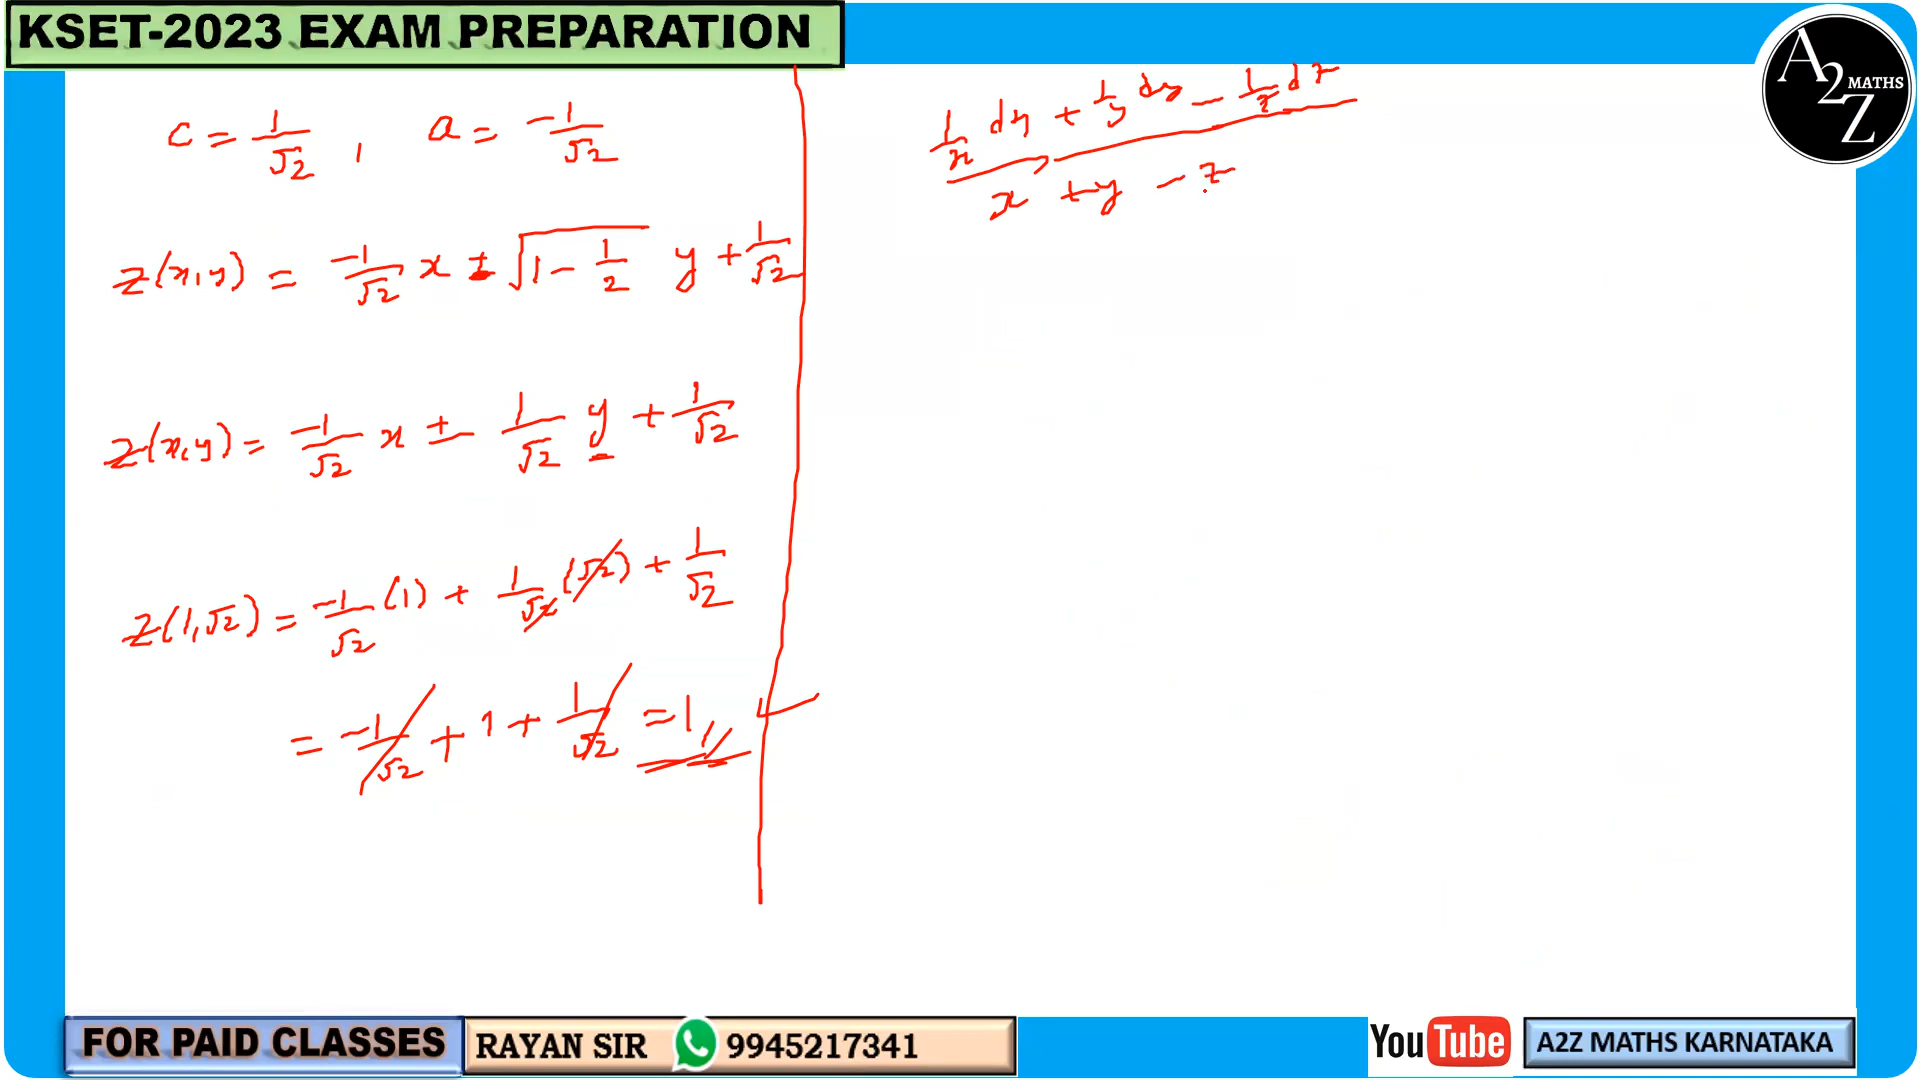 KSET-2023 EXAM PREPARATION
A2Z MATHS
c = 1/√2 , a = -1/√2
z(x,y) = -1/√2 x ± √(1 - 1/2) y + 1/√2
z(x,y) = -1/√2 x ± 1/√2 y + 1/√2
z(1,√2) = -1/√2 (1) + 1/√2 (√2) + 1/√2
= -1/√2 + 1 + 1/√2 = 1
1/x dx + 1/y dy - 1/z dz
x + y - z
FOR PAID CLASSES
RAYAN SIR 9945217341
YouTube
A2Z MATHS KARNATAKA